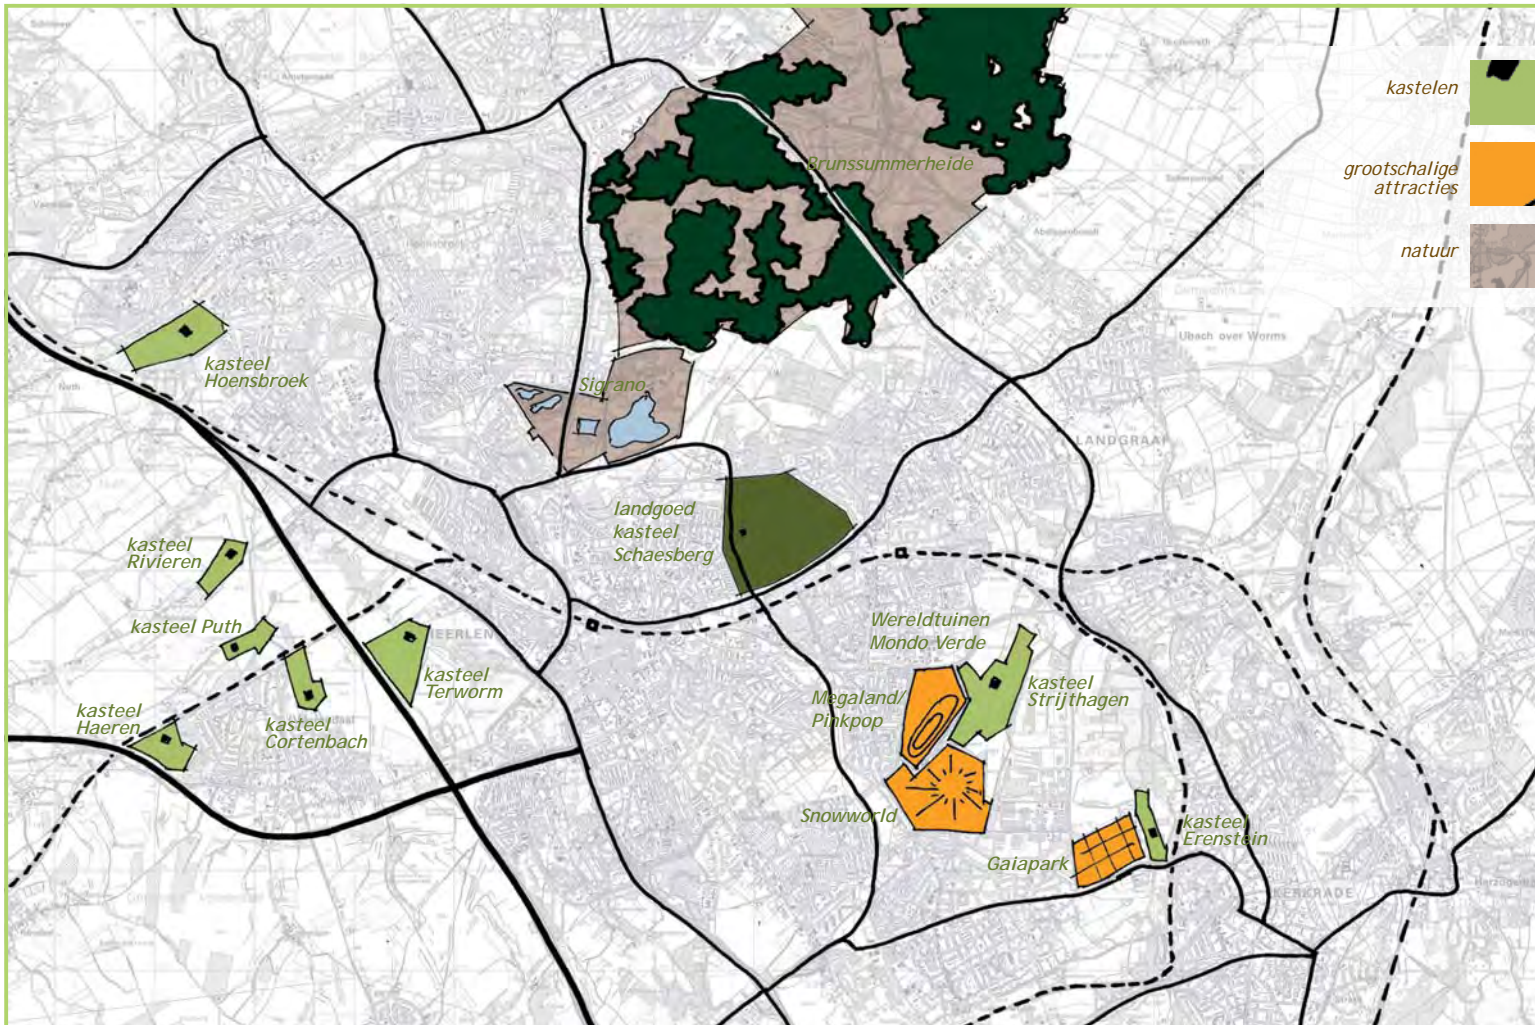 kastelen
grootschalige
attracties
natuur
Brunssummerheide
Ubach over Worms
kasteel
Hoensbroek
Sigrano
LANDGRAAF
landgoed
kasteel
Schaesberg
kasteel
Rivieren
kasteel Puth
HEERLEN
kasteel
Terworm
kasteel
Haeren
kasteel
Cortenbach
Wereldtuinen
Mondo Verde
kasteel
Strijthagen
Megaland/
Pinkpop
Snowworld
Gaiapark
kasteel
Erenstein
KERKRADE